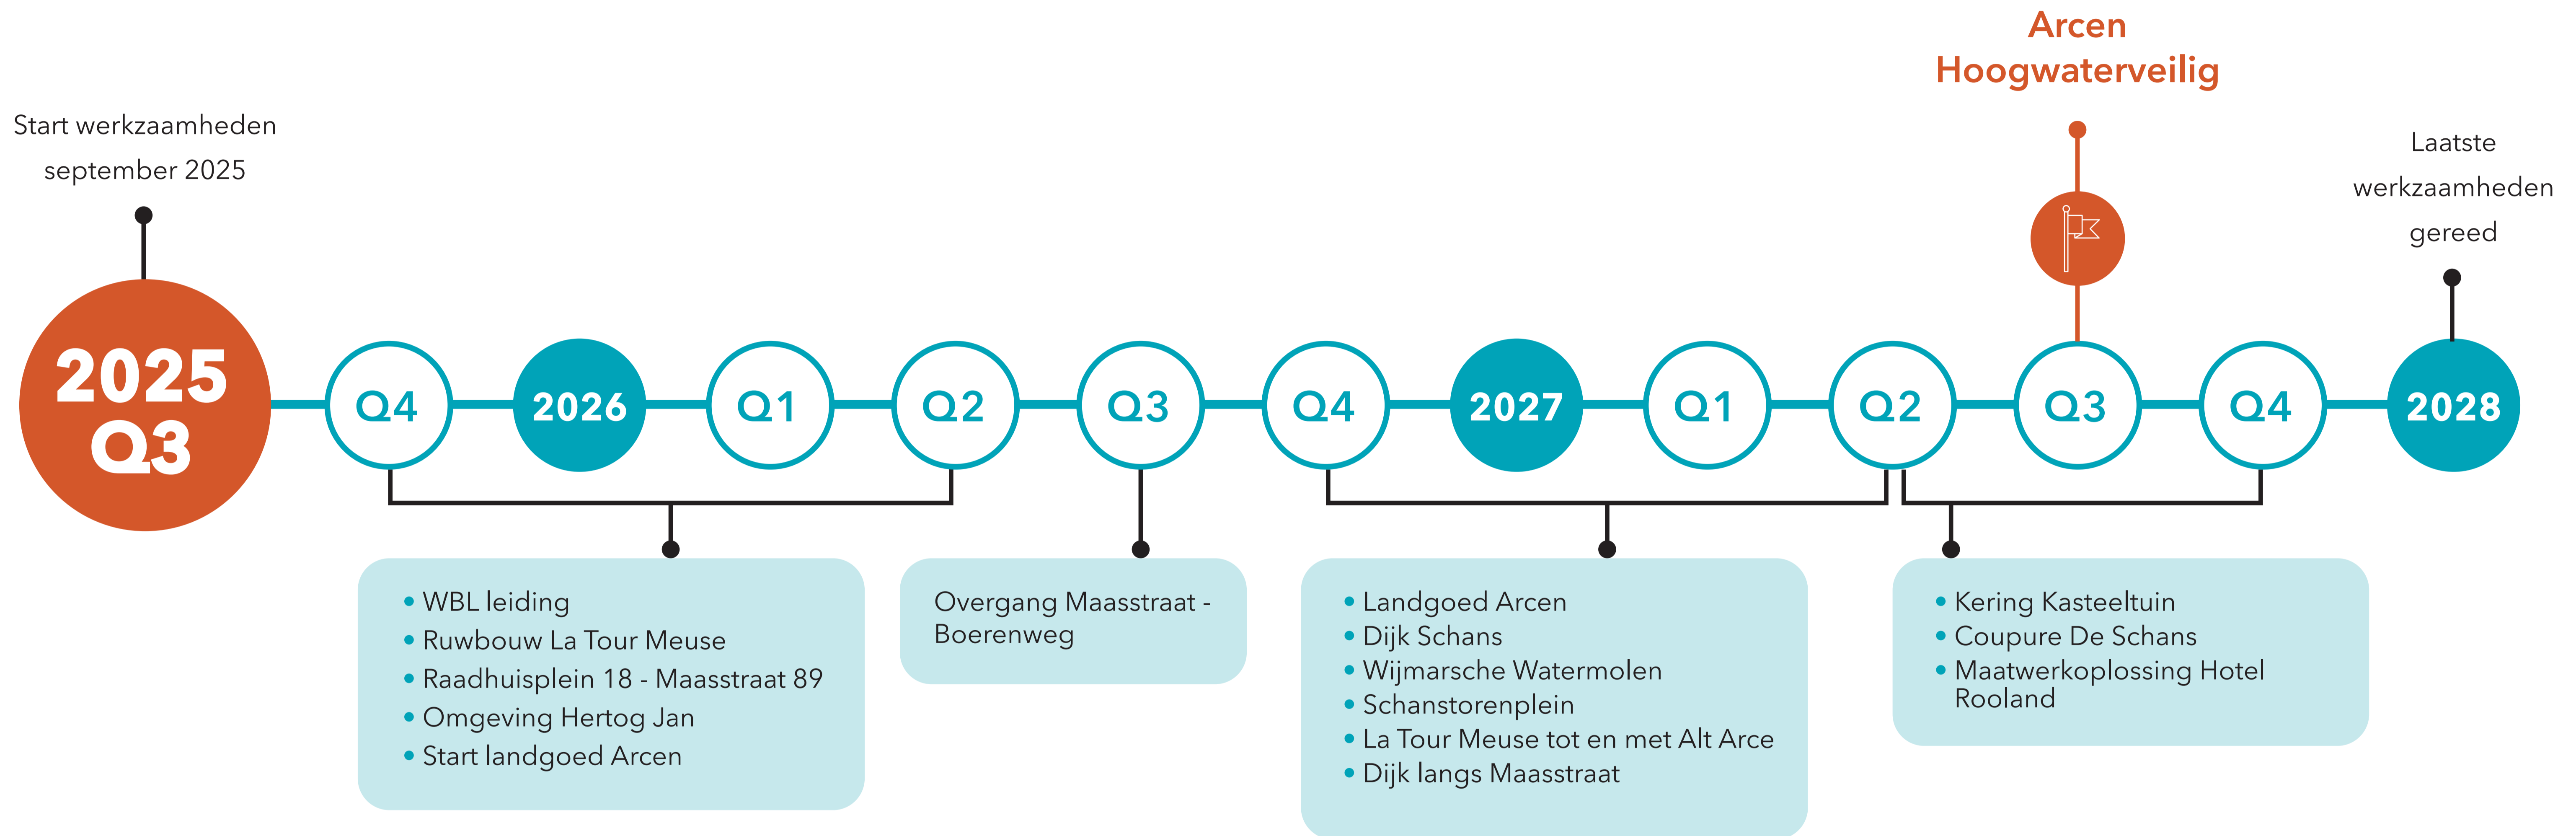 Arcen
Hoogwaterveilig
Start werkzaamheden
september 2025
Laatste
werkzaamheden
gereed
2025
Q3
Q4
2026
Q1
Q2
Q3
Q4
2027
Q1
Q2
Q3
Q4
2028
• WBL leiding
• Ruwbouw La Tour Meuse
• Raadhuisplein 18 - Maasstraat 89
• Omgeving Hertog Jan
• Start landgoed Arcen
Overgang Maasstraat -
Boerenweg
• Landgoed Arcen
• Dijk Schans
• Wijmarsche Watermolen
• Schanstorenplein
• La Tour Meuse tot en met Alt Arce
• Dijk langs Maasstraat
• Kering Kasteeltuin
• Coupure De Schans
• Maatwerkoplossing Hotel
Rooland